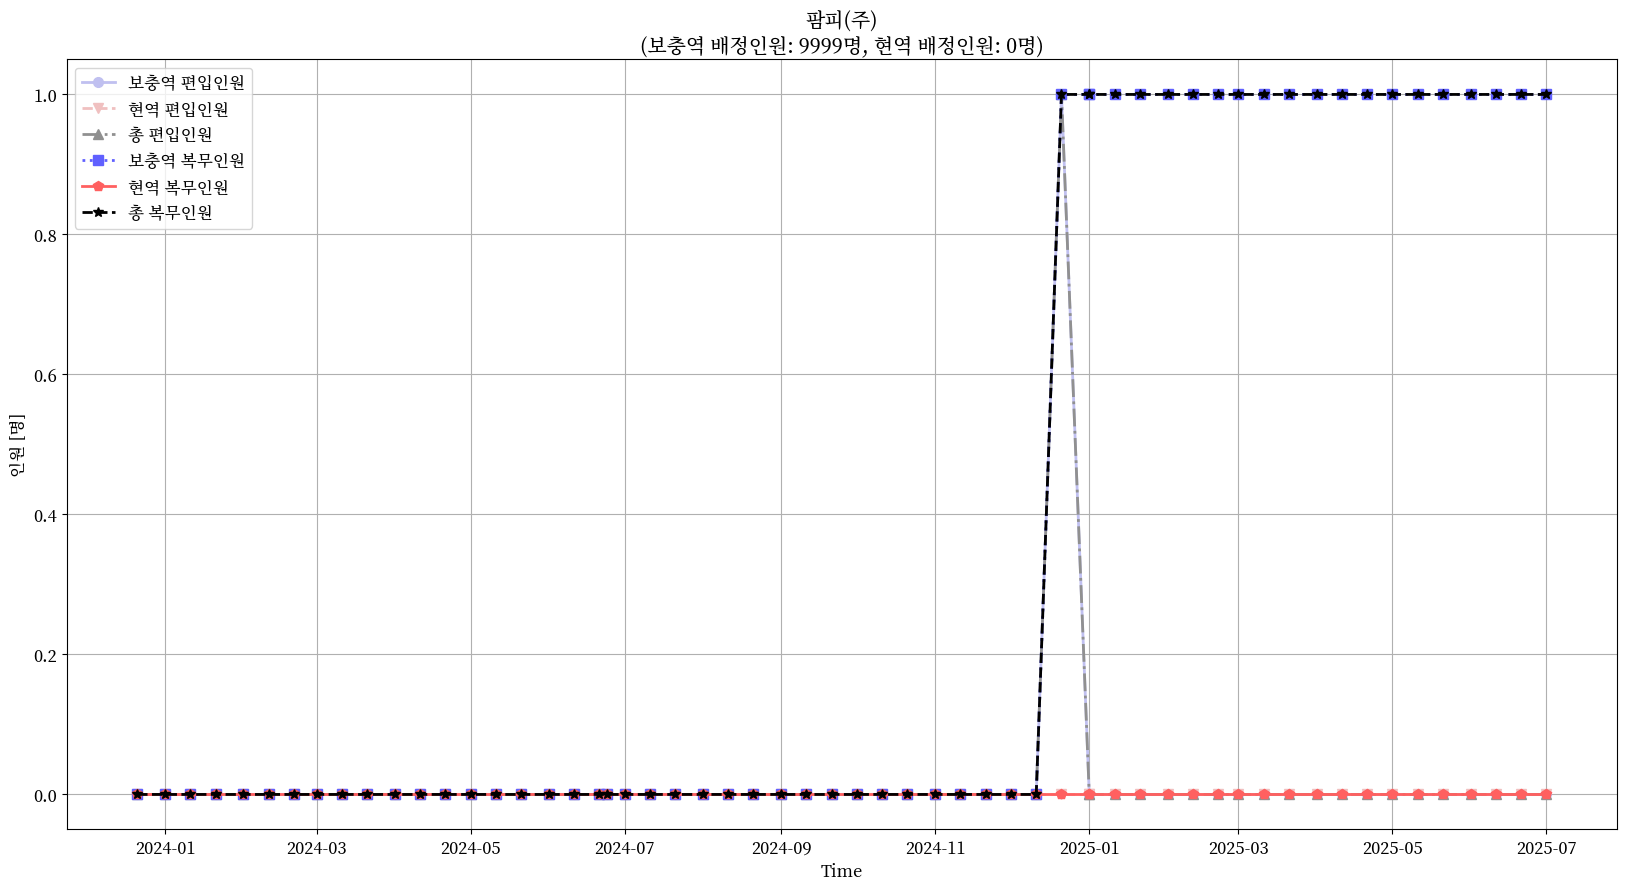 팜피(주)
(보충역 배정인원: 9999명, 현역 배정인원: 0명)
보충역 편입인원
현역 편입인원
총 편입인원
보충역 복무인원
현역 복무인원
총 복무인원
1.0
0.8
0.6
0.4
0.2
0.0
인원 [명]
2024-01
2024-03
2024-05
2024-07
2024-09
2024-11
2025-01
2025-03
2025-05
2025-07
Time